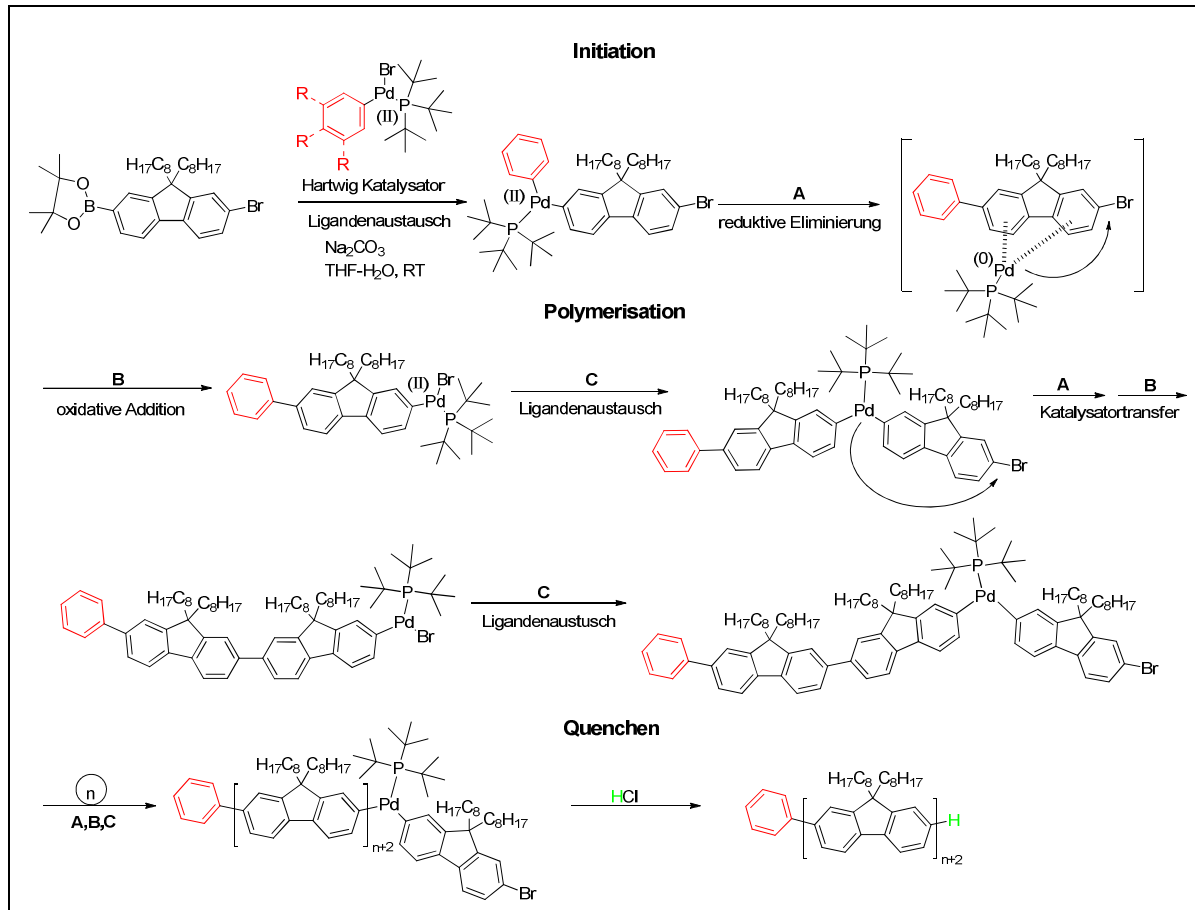 Initiation
Br
Pd
(II)
P
R
R
R
Hartwig Katalysator
Ligandenaustausch
Na2CO3
THF-H2O, RT
O
B
O
H17C8 C8H17
Br
(II)
Pd
P
H17C8 C8H17
Br
A
reduktive Eliminierung
H17C8 C8H17
Br
(0)
Pd
P
Polymerisation
B
oxidative Addition
H17C8 C8H17
(II)
Br
Pd
P
C
Ligandenaustausch
P
Pd
H17C8 C8H17
H17C8 C8H17
Br
A
B
Katalysatortransfer
H17C8 C8H17
H17C8 C8H17
P
Pd
Br
C
Ligandenaustusch
H17C8 C8H17
H17C8 C8H17
P
Pd
H17C8 C8H17
Br
Quenchen
n
A,B,C
H17C8 C8H17
n+2
P
Pd
H17C8 C8H17
Br
HCl
H17C8 C8H17
H
n+2